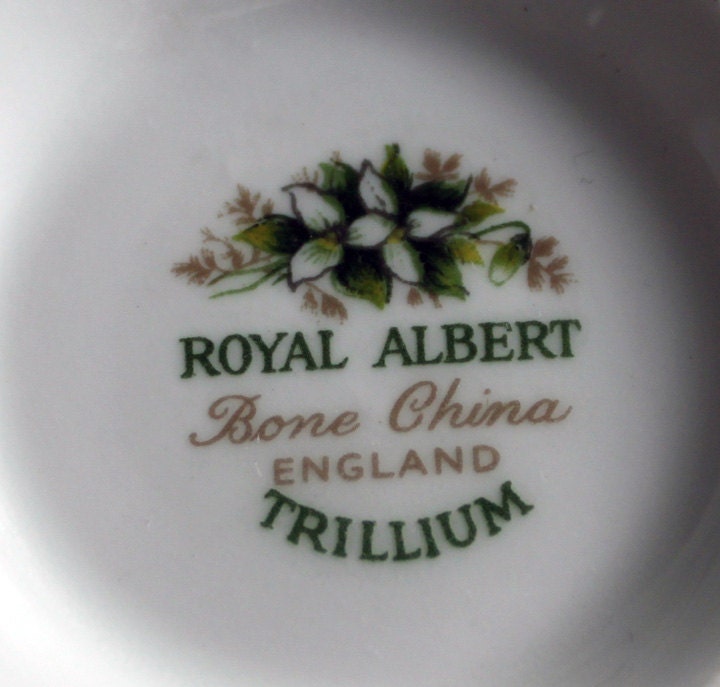 ROYAL ALBERT
Bone China
ENGLAND
TRILLIUM